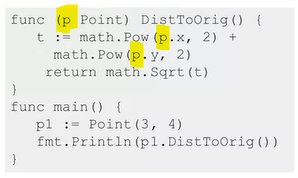 func (p Point) DistToOrig() {
t := math.Pow(p.x, 2) +
math.Pow(p.y, 2)
return math.Sqrt(t)
}
func main() {
p1 := Point(3, 4)
fmt.Println(p1.DistToOrig())
}